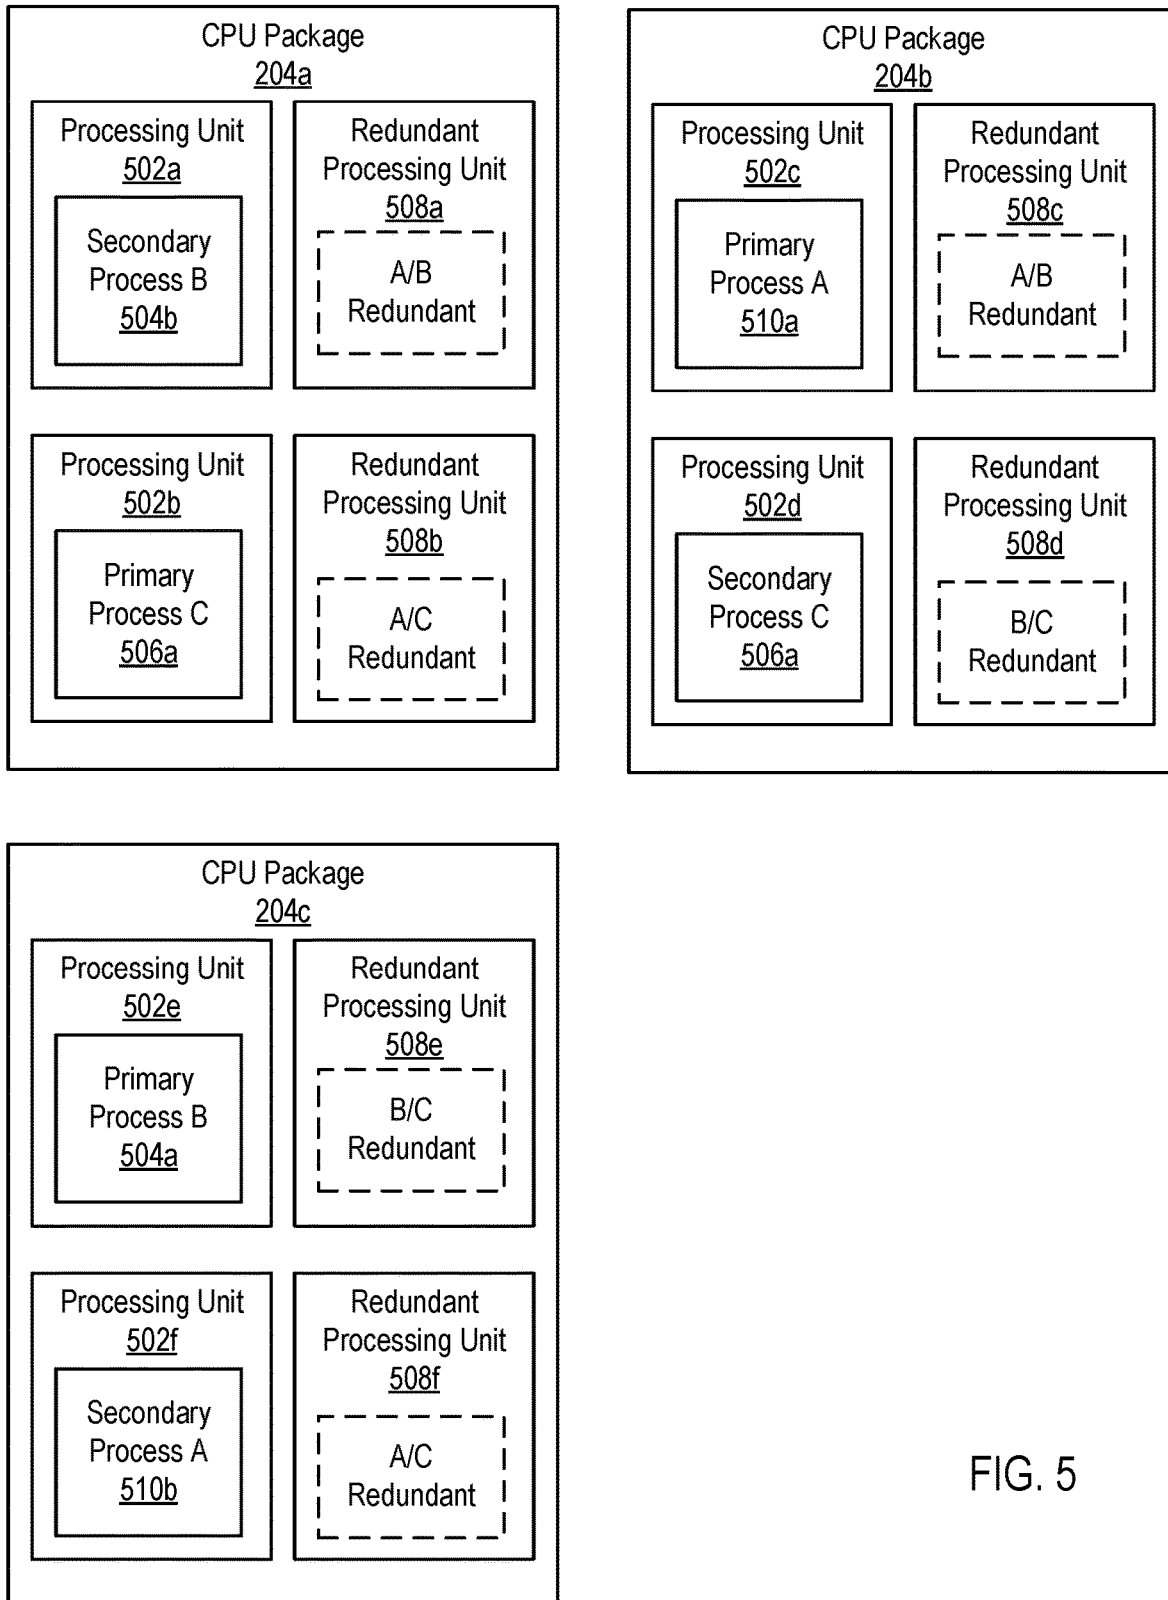 CPU Package
204a
Processing Unit
502a
Secondary
Process B
504b
Redundant
Processing Unit
508a
A/B
Redundant
Processing Unit
502b
Primary
Process C
506a
Redundant
Processing Unit
508b
A/C
Redundant
CPU Package
204b
Processing Unit
502c
Primary
Process A
510a
Redundant
Processing Unit
508c
A/B
Redundant
Processing Unit
502d
Secondary
Process C
506a
Redundant
Processing Unit
508d
B/C
Redundant
CPU Package
204c
Processing Unit
502e
Primary
Process B
504a
Redundant
Processing Unit
508e
B/C
Redundant
Processing Unit
502f
Secondary
Process A
510b
Redundant
Processing Unit
508f
A/C
Redundant
FIG. 5